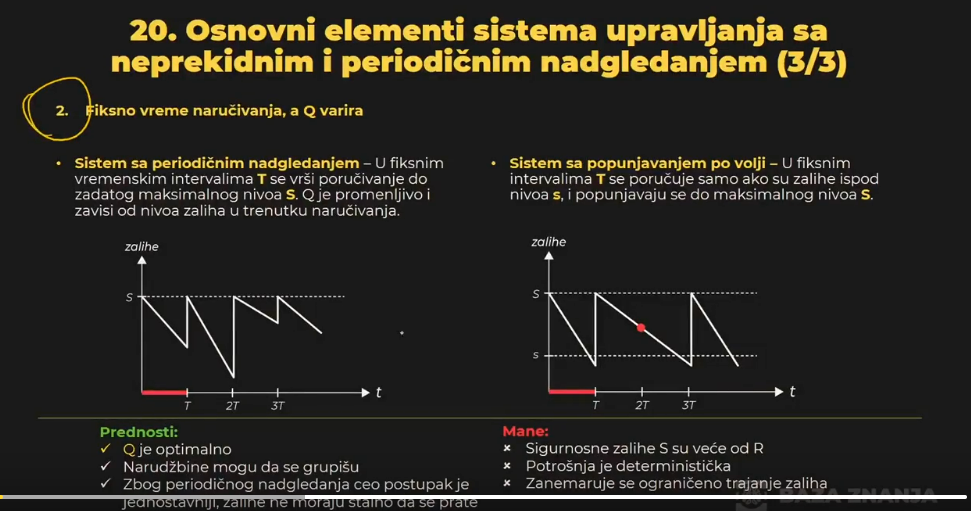 20. Osnovni elementi sistema upravljanja sa
neprekidnim i periodičnim nadgledanjem (3/3)
2. Fiksno vreme naručivanja, a Q varira
• Sistem sa periodičnim nadgledanjem – U fiksnim
vremenskim intervalima T se vrši poručivanje do
zadatog maksimalnog nivoa S. Q je promenljivo i
zavisi od nivoa zaliha u trenutku naručivanja.
• Sistem sa popunjavanjem po volji – U fiksnim
intervalima T se poručuje samo ako su zalihe ispod
nivoa s, i popunjavaju se do maksimalnog nivoa S.
zalihe
S
t
T 2T 3T
zalihe
S
s
t
T 2T 3T
Prednosti:
✓ Q je optimalno
✓ Narudžbine mogu da se grupišu
✓ Zbog periodičnog nadgledanja ceo postupak je
jednostavniji, zalihe ne moraju stalno da se prate
Mane:
× Sigurnosne zalihe S su veće od R
× Potrošnja je deterministička
× Zanemaruje se ograničeno trajanje zaliha
BAZA ZNANJA